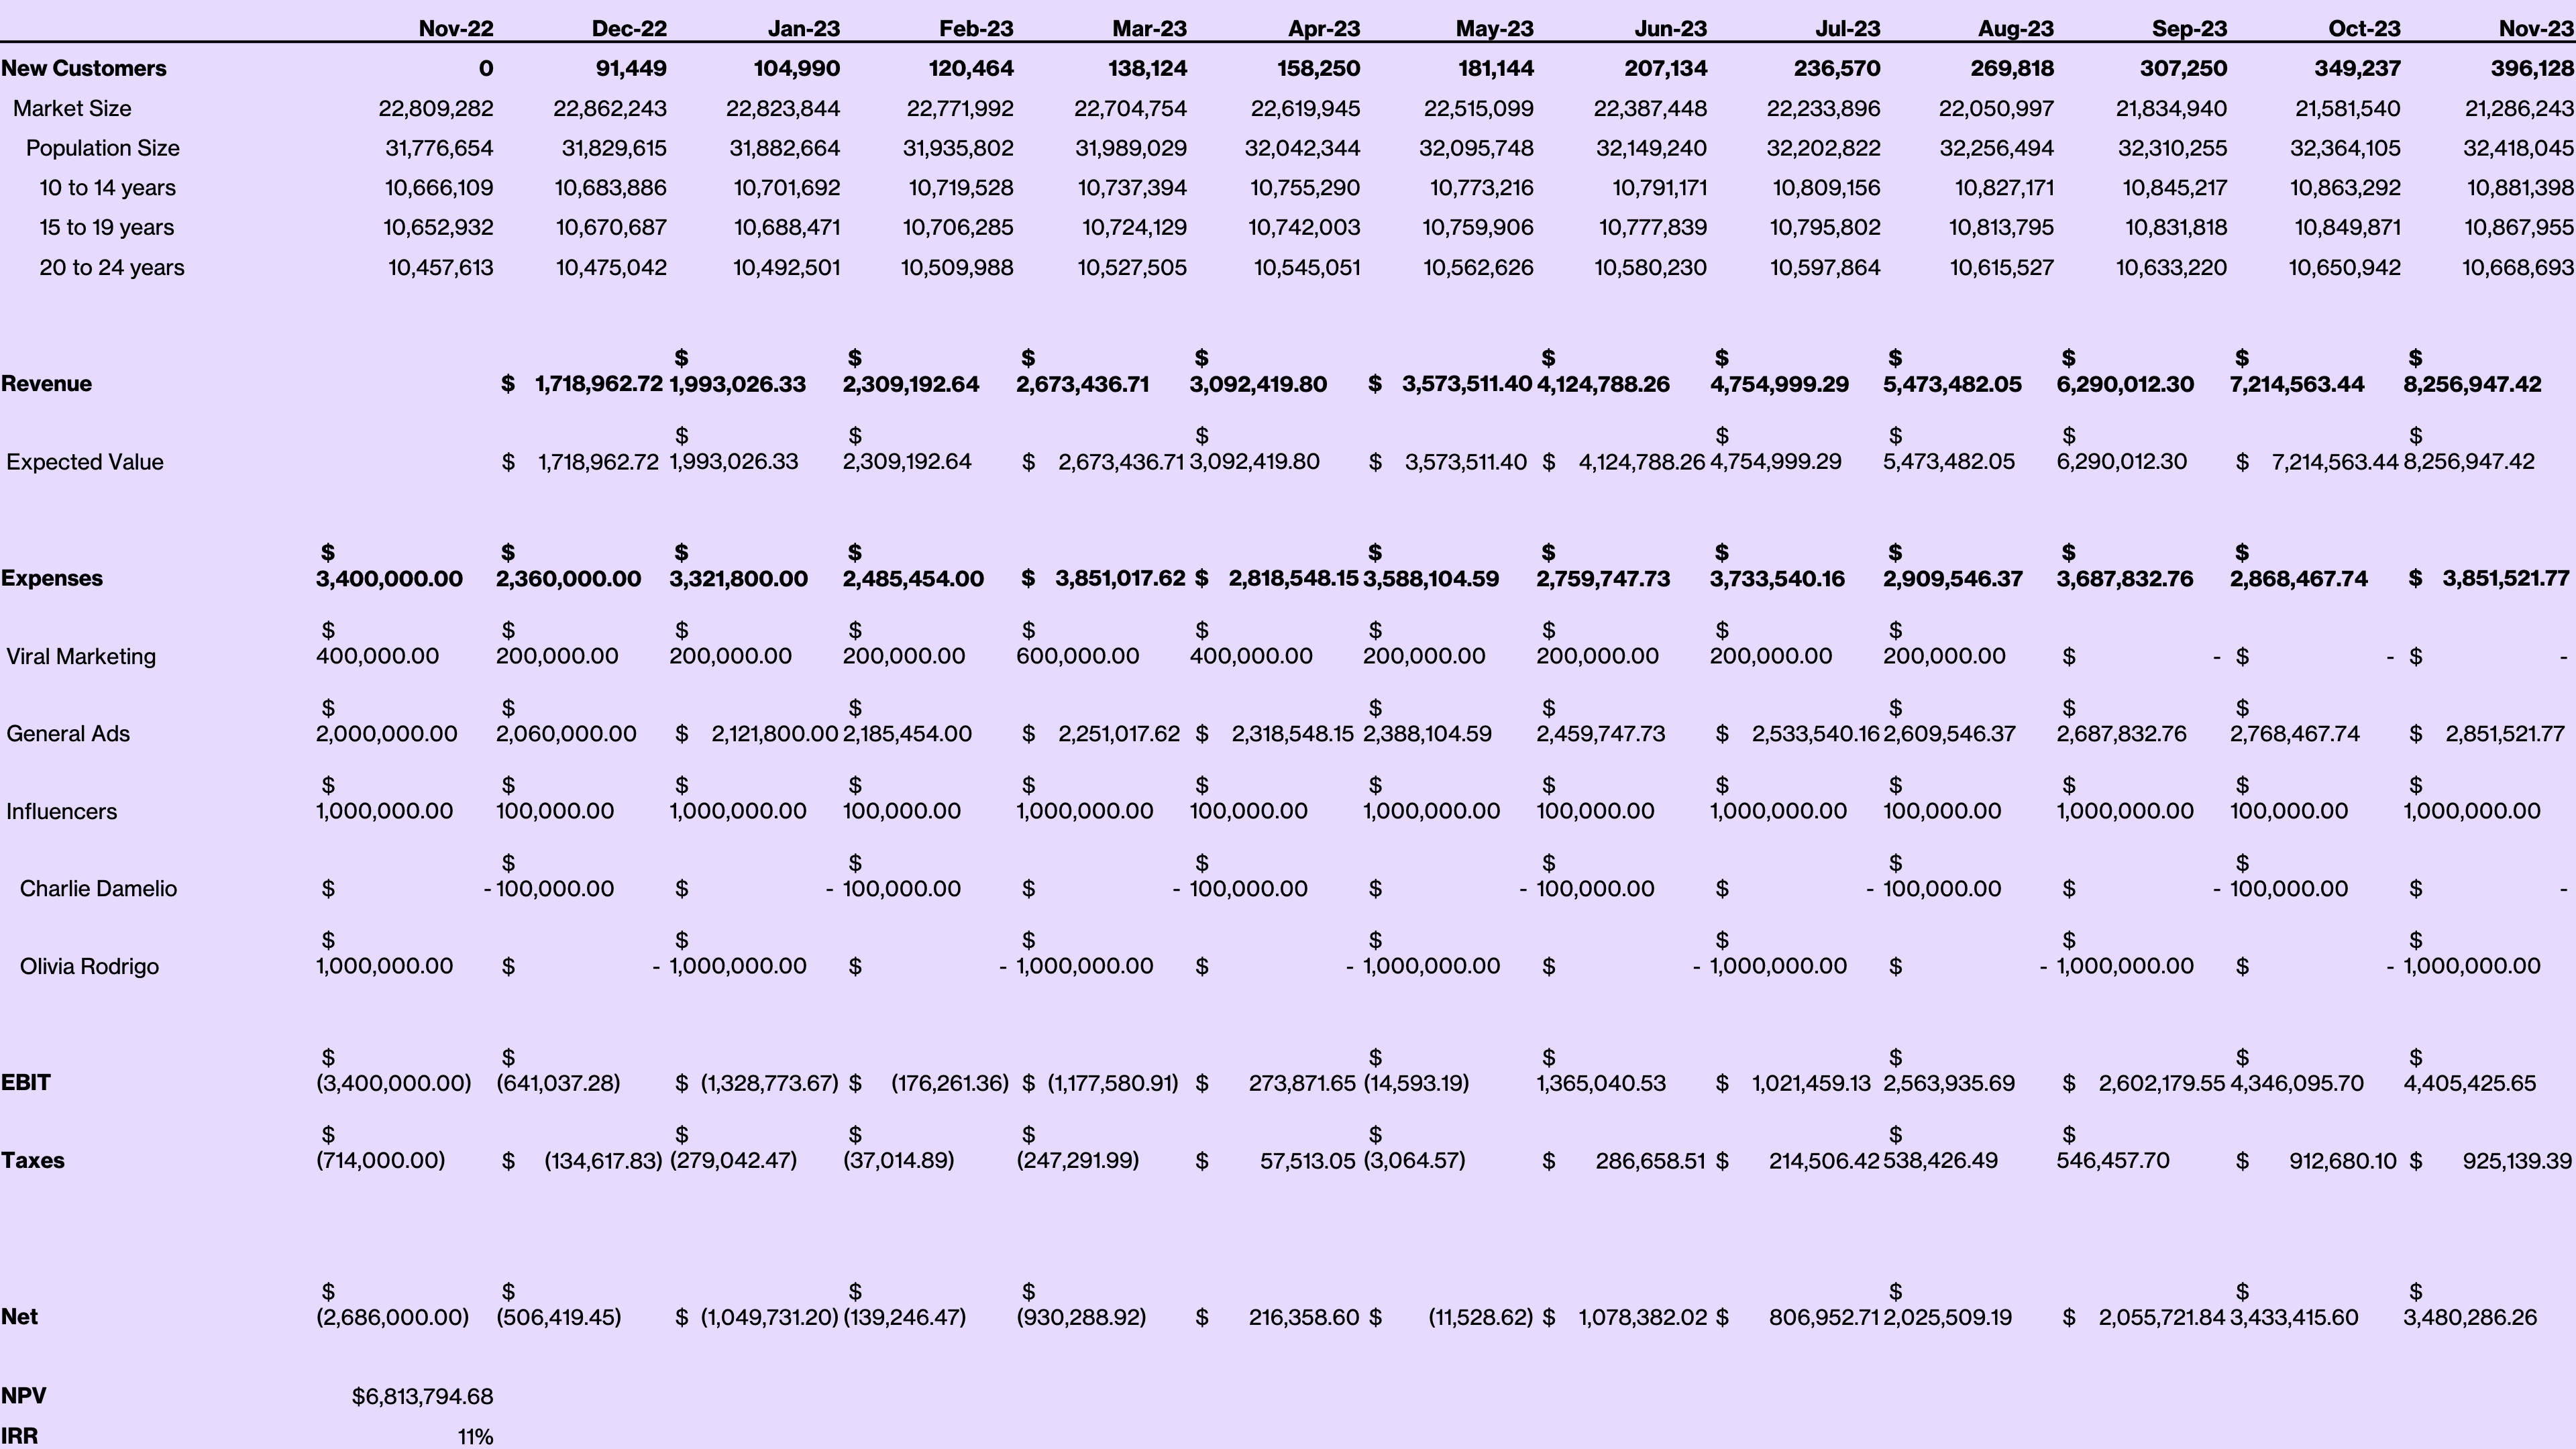 Nov-22 Dec-22 Jan-23 Feb-23 Mar-23 Apr-23 May-23 Jun-23 Jul-23 Aug-23 Sep-23 Oct-23 Nov-23
New Customers 0 91,449 104,990 120,464 138,124 158,250 181,144 207,134 236,570 269,818 307,250 349,237 396,128
Market Size 22,809,282 22,862,243 22,823,844 22,771,992 22,704,754 22,619,945 22,515,099 22,387,448 22,233,896 22,050,997 21,834,940 21,581,540 21,286,243
Population Size 31,776,654 31,829,615 31,882,664 31,935,802 31,989,029 32,042,344 32,095,748 32,149,240 32,202,822 32,256,494 32,310,255 32,364,105 32,418,045
10 to 14 years 10,666,109 10,683,886 10,701,692 10,719,528 10,737,394 10,755,290 10,773,216 10,791,171 10,809,156 10,827,171 10,845,217 10,863,292 10,881,398
15 to 19 years 10,652,932 10,670,687 10,688,471 10,706,285 10,724,129 10,742,003 10,759,906 10,777,839 10,795,802 10,813,795 10,831,818 10,849,871 10,867,955
20 to 24 years 10,457,613 10,475,042 10,492,501 10,509,988 10,527,505 10,545,051 10,562,626 10,580,230 10,597,864 10,615,527 10,633,220 10,650,942 10,668,693
$ $ $ $ $ $ $ $ $ $
Revenue $ 1,718,962.72 1,993,026.33 2,309,192.64 2,673,436.71 3,092,419.80 $ 3,573,511.40 4,124,788.26 4,754,999.29 5,473,482.05 6,290,012.30 7,214,563.44 8,256,947.42
$ $ $ $ $ $ $
Expected Value $ 1,718,962.72 1,993,026.33 2,309,192.64 $ 2,673,436.71 3,092,419.80 $ 3,573,511.40 $ 4,124,788.26 4,754,999.29 5,473,482.05 6,290,012.30 $ 7,214,563.44 8,256,947.42
$ $ $ $ $ $ $ $ $ $
Expenses 3,400,000.00 2,360,000.00 3,321,800.00 2,485,454.00 $ 3,851,017.62 $ 2,818,548.15 3,588,104.59 2,759,747.73 3,733,540.16 2,909,546.37 3,687,832.76 2,868,467.74 $ 3,851,521.77
$ $ $ $ $ $ $ $ $ $
Viral Marketing 400,000.00 200,000.00 200,000.00 200,000.00 600,000.00 400,000.00 200,000.00 200,000.00 200,000.00 200,000.00 $ - $ - $ -
$ $ $ $ $ $ $ $
General Ads 2,000,000.00 2,060,000.00 $ 2,121,800.00 2,185,454.00 $ 2,251,017.62 $ 2,318,548.15 2,388,104.59 2,459,747.73 $ 2,533,540.16 2,609,546.37 2,687,832.76 2,768,467.74 $ 2,851,521.77
$ $ $ $ $ $ $ $ $ $ $ $ $
Influencers 1,000,000.00 100,000.00 1,000,000.00 100,000.00 1,000,000.00 100,000.00 1,000,000.00 100,000.00 1,000,000.00 100,000.00 1,000,000.00 100,000.00 1,000,000.00
$ $ $ $ $ $
Charlie Damelio $ - 100,000.00 $ - 100,000.00 $ - 100,000.00 $ - 100,000.00 $ - 100,000.00 $ - 100,000.00 $ -
$ $ $ $ $ $ $
Olivia Rodrigo 1,000,000.00 $ - 1,000,000.00 $ - 1,000,000.00 $ - 1,000,000.00 $ - 1,000,000.00 $ - 1,000,000.00 $ - 1,000,000.00
$ $ $ $ $ $ $
EBIT (3,400,000.00) (641,037.28) $ (1,328,773.67) $ (176,261.36) $ (1,177,580.91) $ 273,871.65 (14,593.19) 1,365,040.53 $ 1,021,459.13 2,563,935.69 $ 2,602,179.55 4,346,095.70 4,405,425.65
$ $ $ $ $ $ $
Taxes (714,000.00) $ (134,617.83) (279,042.47) (37,014.89) (247,291.99) $ 57,513.05 (3,064.57) $ 286,658.51 $ 214,506.42 538,426.49 546,457.70 $ 912,680.10 $ 925,139.39
$ $ $ $ $ $ $
Net (2,686,000.00) (506,419.45) $ (1,049,731.20) (139,246.47) (930,288.92) $ 216,358.60 $ (11,528.62) $ 1,078,382.02 $ 806,952.71 2,025,509.19 $ 2,055,721.84 3,433,415.60 3,480,286.26
NPV $6,813,794.68
IRR 11%